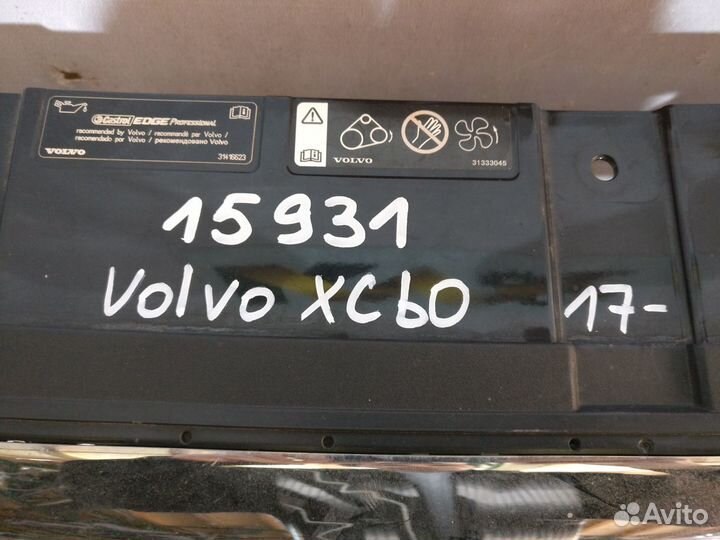 Castrol EDGE PROFESSIONAL
recommended by Volvo / recommandé par Volvo /
recomendado por Volvo / рекомендовано Volvo
VOLVO 31416623
VOLVO 31333045
15931
Volvo XC60 17-
Avito